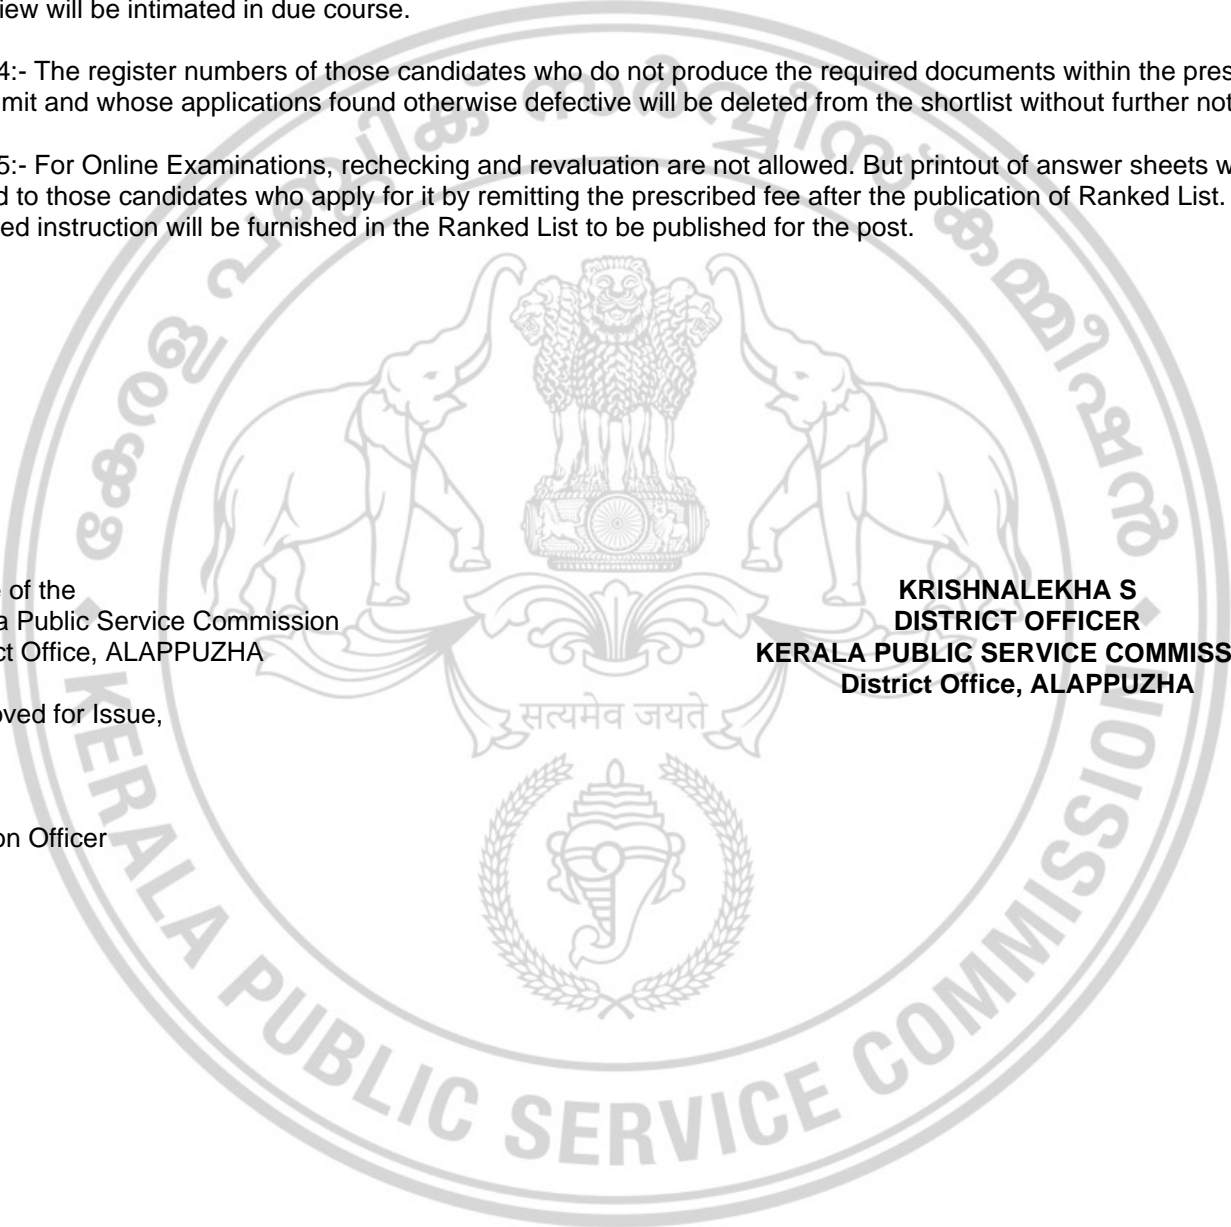 iew will be intimated in due course.
4:- The register numbers of those candidates who do not produce the required documents within the pres
mit and whose applications found otherwise defective will be deleted from the shortlist without further not
5:- For Online Examinations, rechecking and revaluation are not allowed. But printout of answer sheets w
d to those candidates who apply for it by remitting the prescribed fee after the publication of Ranked List.
ed instruction will be furnished in the Ranked List to be published for the post.
കേരള പബ്ലിക് സർവ്വീസ് കമ്മീഷൻ
e of the
a Public Service Commission
ct Office, ALAPPUZHA
oved for Issue,
on Officer
KRISHNALEKHA S
DISTRICT OFFICER
KERALA PUBLIC SERVICE COMMISS
District Office, ALAPPUZHA
सत्यमेव जयते
KERALA PUBLIC SERVICE COMMISSION